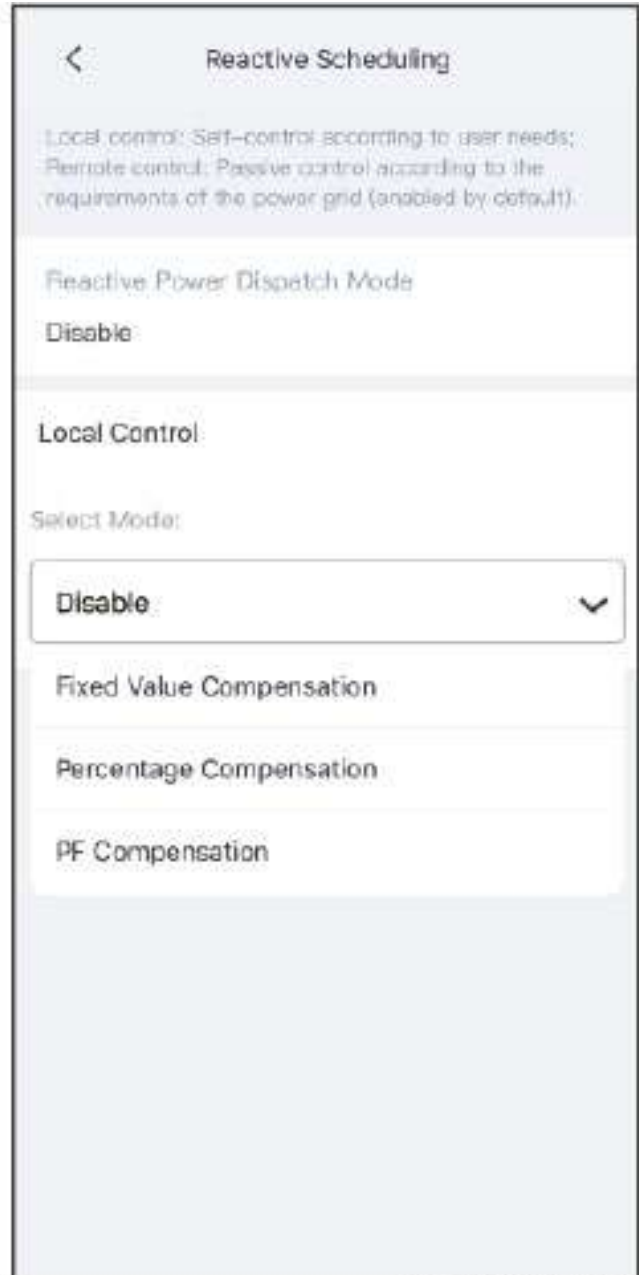 Reactive Scheduling
Local control: Self-control according to user needs;
Remote control: Passive control according to the
requirements of the power grid (enabled by default).
Reactive Power Dispatch Mode
Disable
Local Control
Select Mode:
Disable
Fixed Value Compensation
Percentage Compensation
PF Compensation